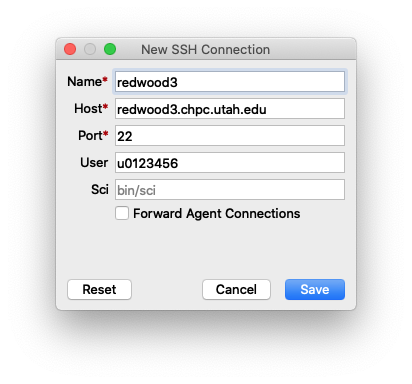 New SSH Connection
Name* redwood3
Host* redwood3.chpc.utah.edu
Port* 22
User u0123456
Sci bin/sci
Forward Agent Connections
Reset Cancel Save